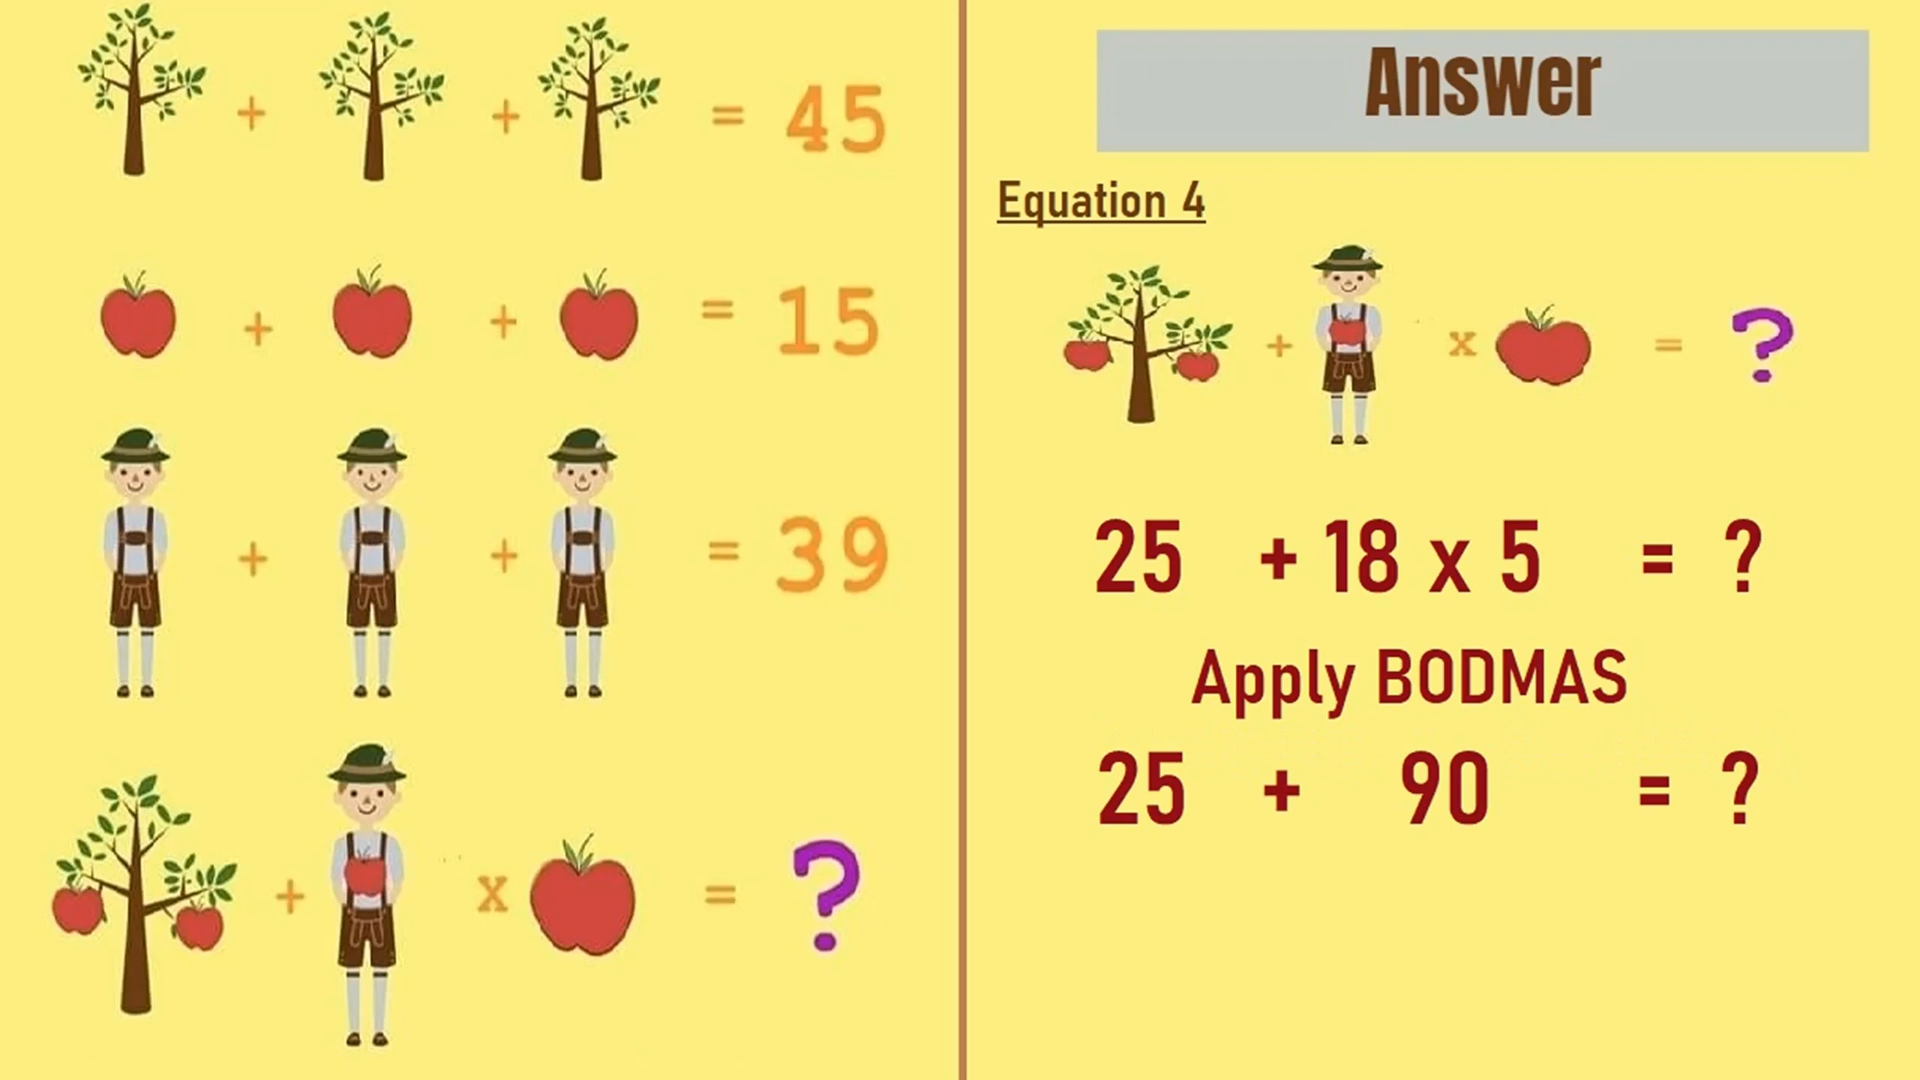 + + = 45
+ + = 15
+ + = 39
+ x = ?
Answer
Equation 4
+ x = ?
25 + 18 x 5 = ?
Apply BODMAS
25 + 90 = ?